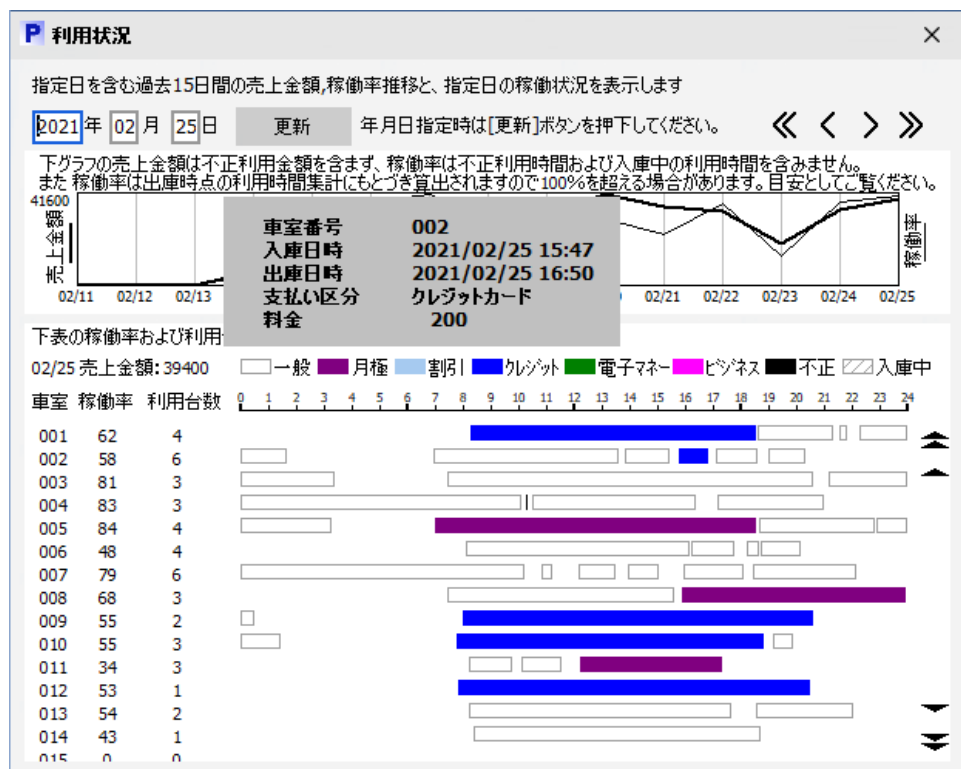 P 利用状況
指定日を含む過去15日間の売上金額,稼働率推移と、指定日の稼働状況を表示します
2021 年 02 月 25 日 更新 年月日指定時は[更新]ボタンを押下してください。
下グラフの売上金額は不正利用金額を含まず、稼働率は不正利用時間および入庫中の利用時間を含みません。
また 稼働率は出庫時点の利用時間集計にもとづき算出されますので100%を超える場合があります。目安としてご覧ください。
41600
売上金額
稼働率
車室番号 002
入庫日時 2021/02/25 15:47
出庫日時 2021/02/25 16:50
支払い区分 クレジットカード
料金 200
02/11 02/12 02/13 02/21 02/22 02/23 02/24 02/25
下表の稼働率および利用
02/25 売上金額: 39400 一般 月極 割引 クレジット 電子マネー ビジネス 不正 入庫中
車室 稼働率 利用台数 0 1 2 3 4 5 6 7 8 9 10 11 12 13 14 15 16 17 18 19 20 21 22 23 24
001 62 4
002 58 6
003 81 3
004 83 3
005 84 4
006 48 4
007 79 6
008 68 3
009 55 2
010 55 3
011 34 3
012 53 1
013 54 2
014 43 1
015 0 0